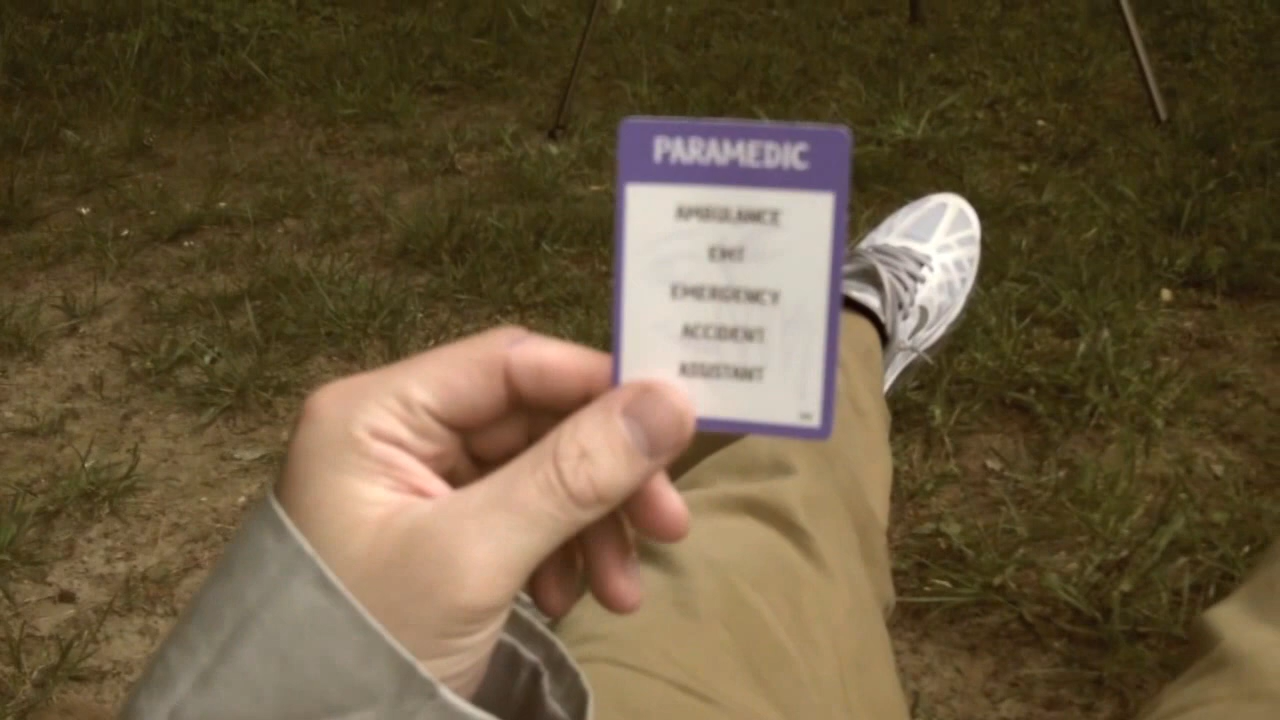 PARAMEDIC
AMBULANCE
EMT
EMERGENCY
ACCIDENT
ASSISTANT